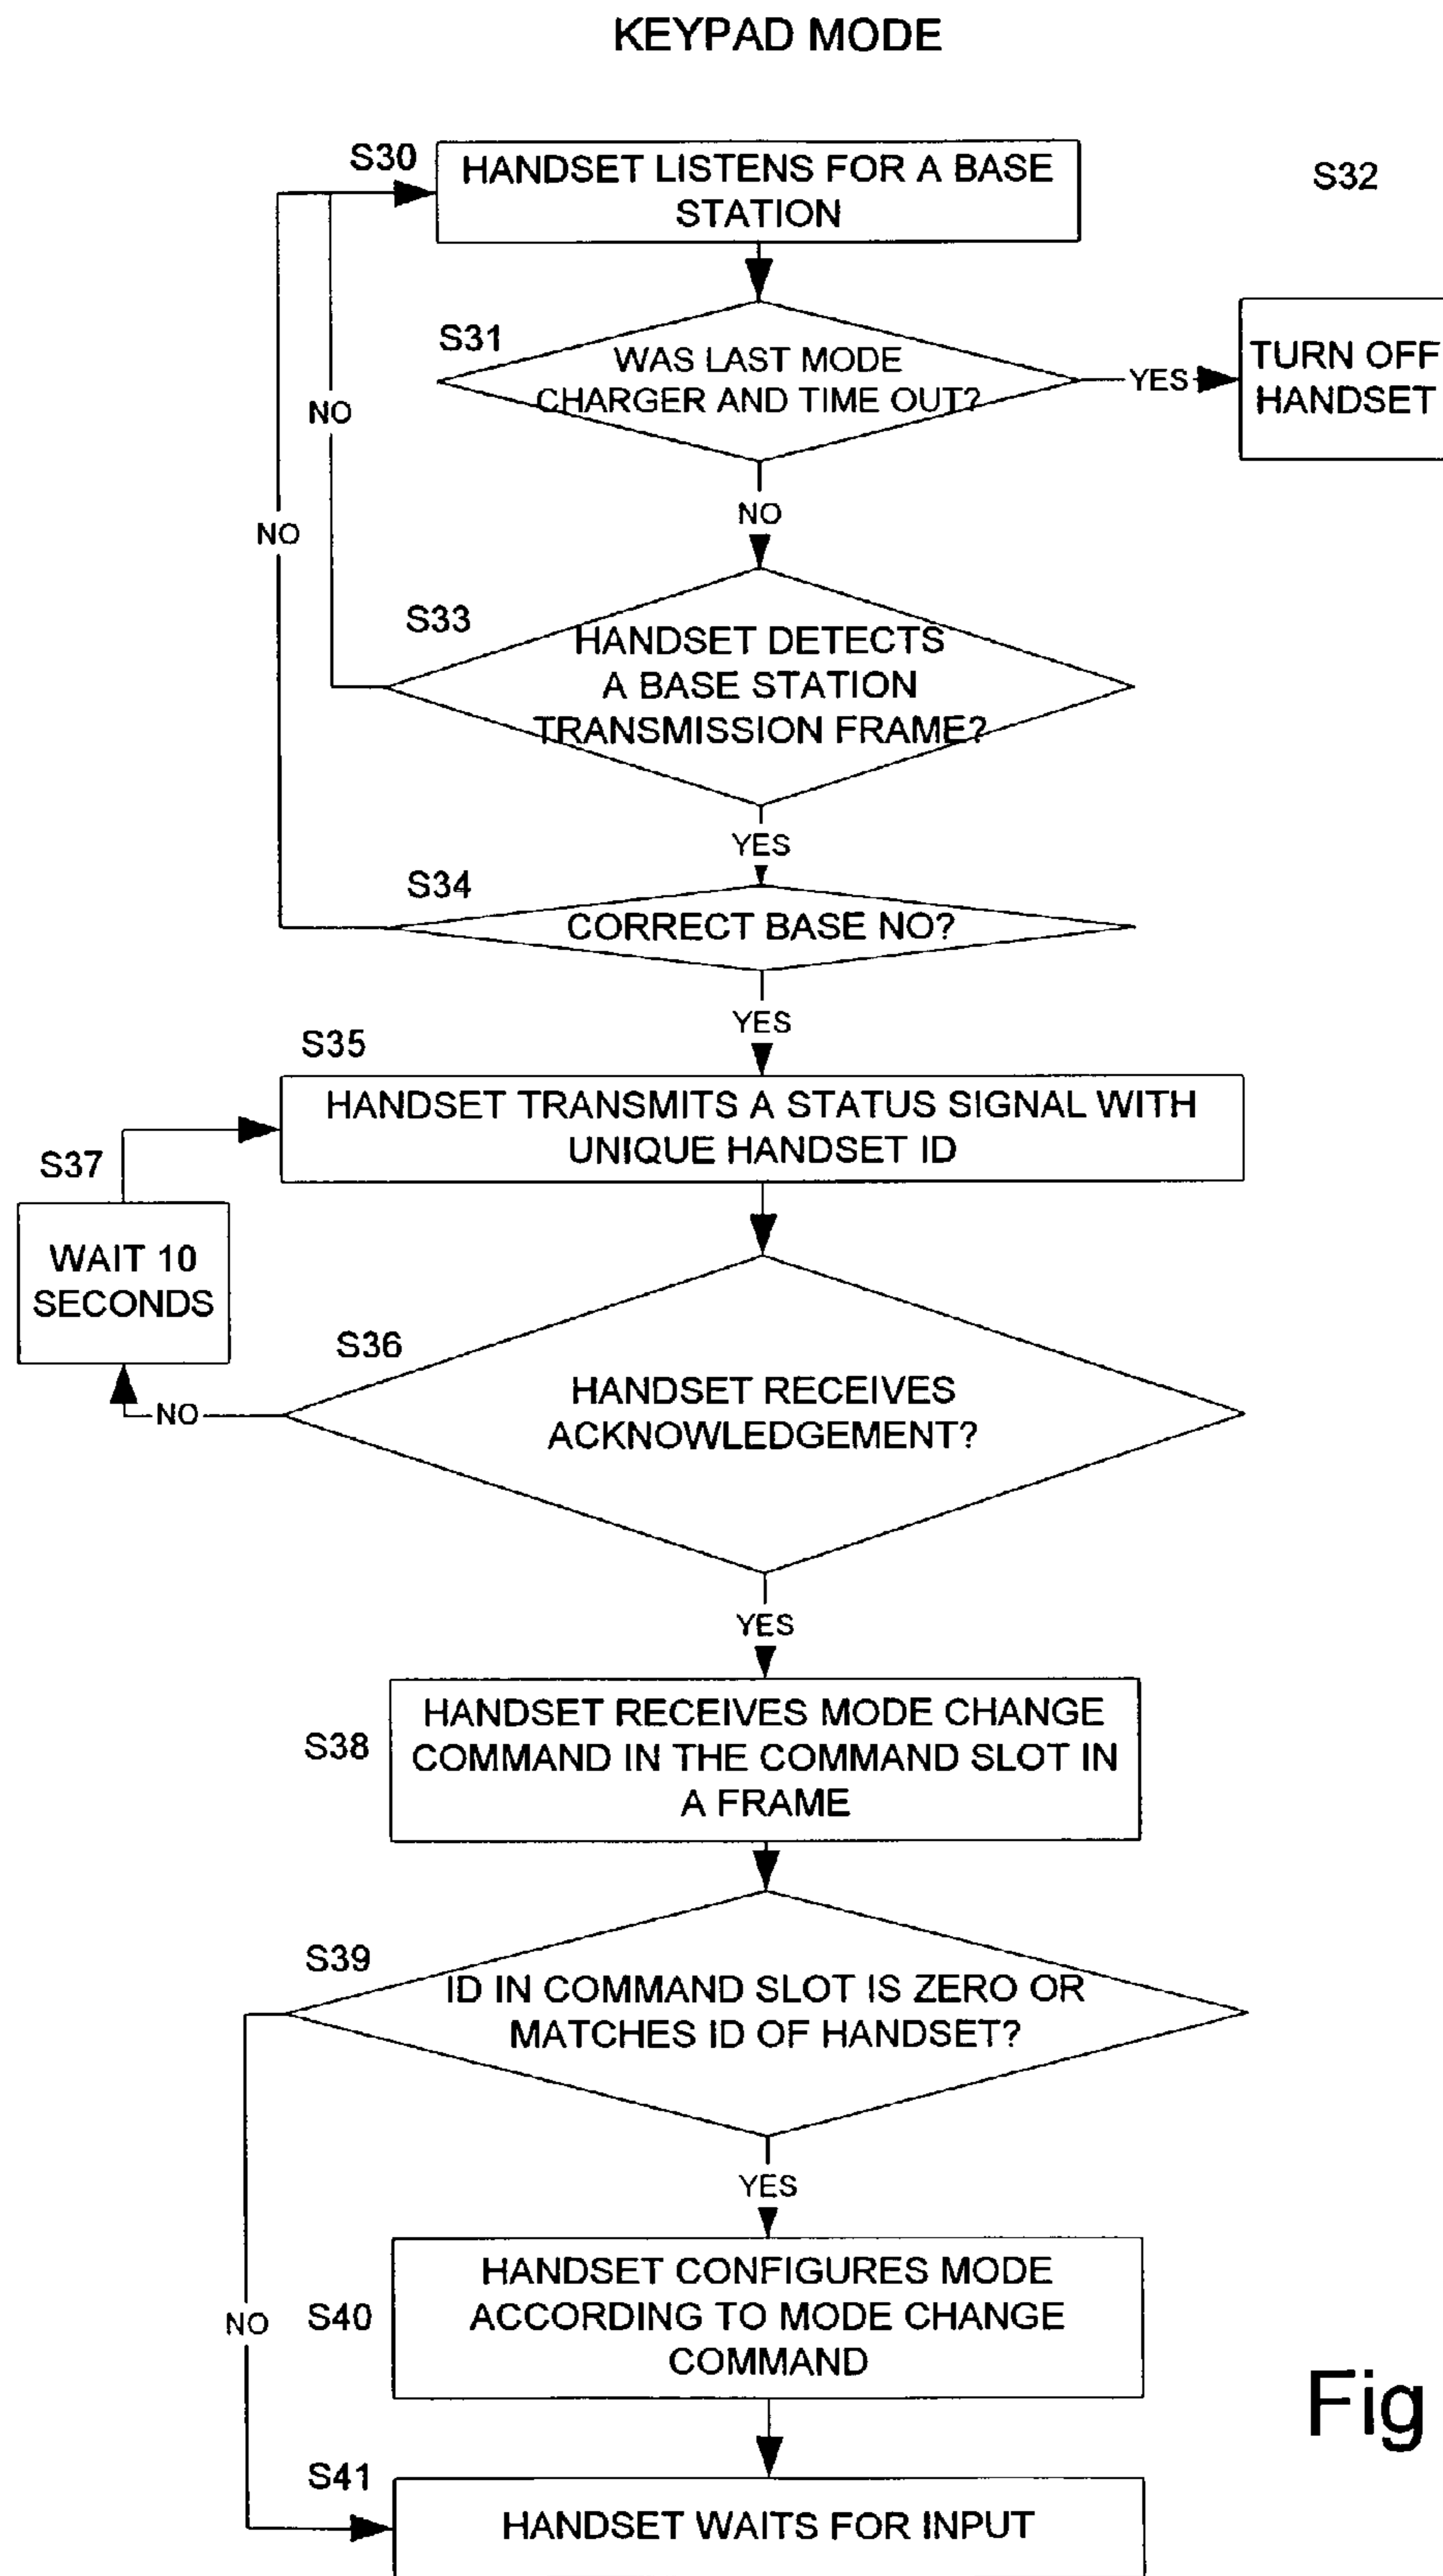 KEYPAD MODE
S30
HANDSET LISTENS FOR A BASE
STATION
S32
S31
WAS LAST MODE
CHARGER AND TIME OUT?
YES
TURN OFF
HANDSET
NO
NO
NO
S33
HANDSET DETECTS
A BASE STATION
TRANSMISSION FRAME?
YES
S34
CORRECT BASE NO?
YES
S35
HANDSET TRANSMITS A STATUS SIGNAL WITH
UNIQUE HANDSET ID
S37
WAIT 10
SECONDS
S36
HANDSET RECEIVES
ACKNOWLEDGEMENT?
NO
YES
S38
HANDSET RECEIVES MODE CHANGE
COMMAND IN THE COMMAND SLOT IN
A FRAME
S39
ID IN COMMAND SLOT IS ZERO OR
MATCHES ID OF HANDSET?
YES
NO
S40
HANDSET CONFIGURES MODE
ACCORDING TO MODE CHANGE
COMMAND
Fig
S41
HANDSET WAITS FOR INPUT